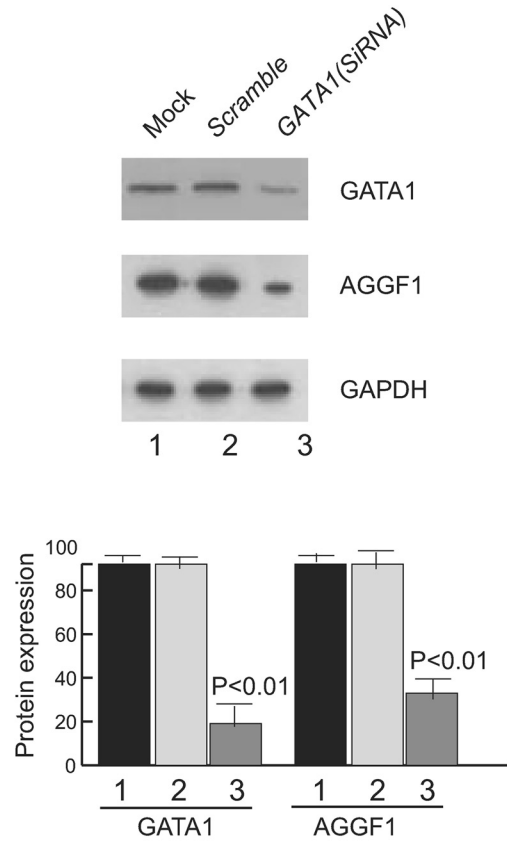 Mock Scramble GATA1(SiRNA)
GATA1
AGGF1
GAPDH
1 2 3
Protein expression
100
80
60
40
20
0
P<0.01
P<0.01
1 2 3 1 2 3
GATA1 AGGF1